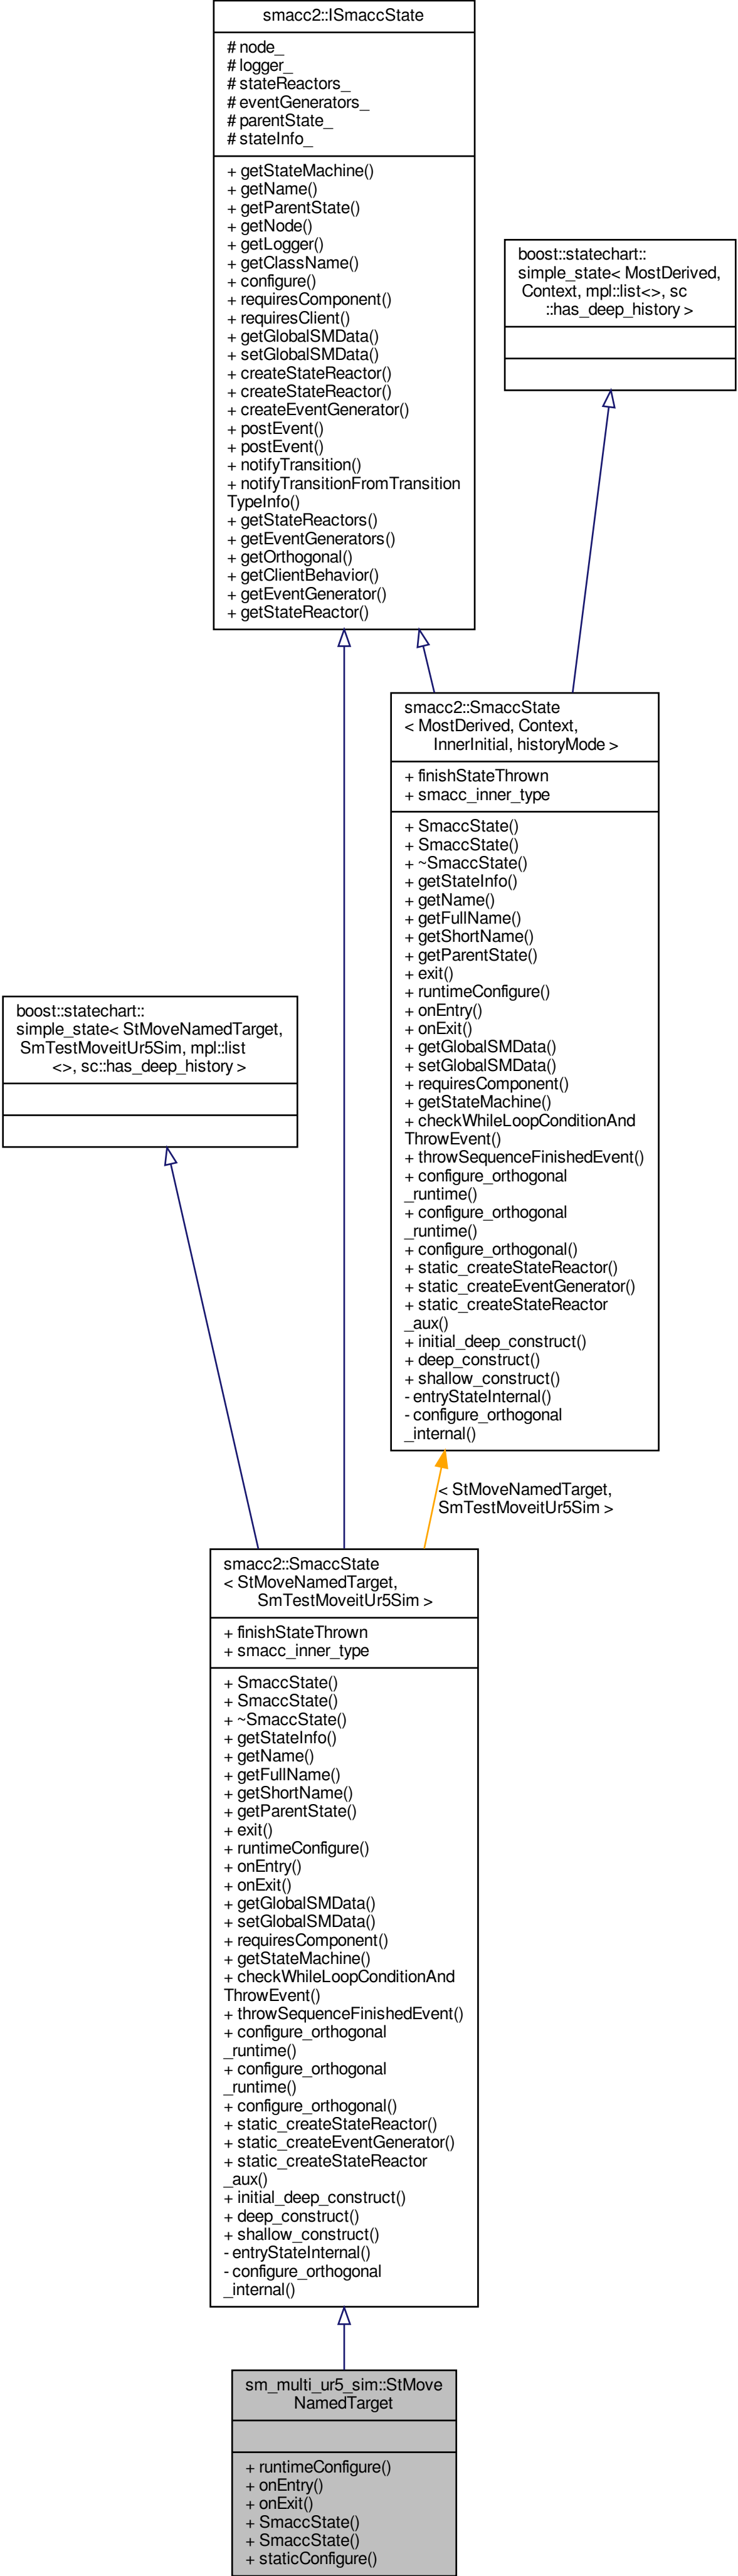 smacc2::ISmaccState
# node_
# logger_
# stateReactors_
# eventGenerators_
# parentState_
# stateInfo_
+ getStateMachine()
+ getName()
+ getParentState()
+ getNode()
+ getLogger()
+ getClassName()
+ configure()
+ requiresComponent()
+ requiresClient()
+ getGlobalSMData()
+ setGlobalSMData()
+ createStateReactor()
+ createStateReactor()
+ createEventGenerator()
+ postEvent()
+ postEvent()
+ notifyTransition()
+ notifyTransitionFromTransition
TypeInfo()
+ getStateReactors()
+ getEventGenerators()
+ getOrthogonal()
+ getClientBehavior()
+ getEventGenerator()
+ getStateReactor()
boost::statechart::
simple_state< MostDerived,
Context, mpl::list<>, sc
::has_deep_history >
smacc2::SmaccState
< MostDerived, Context,
InnerInitial, historyMode >
+ finishStateThrown
+ smacc_inner_type
+ SmaccState()
+ SmaccState()
+ ~SmaccState()
+ getStateInfo()
+ getName()
+ getFullName()
+ getShortName()
+ getParentState()
+ exit()
+ runtimeConfigure()
+ onEntry()
+ onExit()
+ getGlobalSMData()
+ setGlobalSMData()
+ requiresComponent()
+ getStateMachine()
+ checkWhileLoopConditionAnd
ThrowEvent()
+ throwSequenceFinishedEvent()
+ configure_orthogonal
_runtime()
+ configure_orthogonal
_runtime()
+ configure_orthogonal()
+ static_createStateReactor()
+ static_createEventGenerator()
+ static_createStateReactor
_aux()
+ initial_deep_construct()
+ deep_construct()
+ shallow_construct()
- entryStateInternal()
- configure_orthogonal
_internal()
boost::statechart::
simple_state< StMoveNamedTarget,
SmTestMoveitUr5Sim, mpl::list
<>, sc::has_deep_history >
< StMoveNamedTarget,
SmTestMoveitUr5Sim >
smacc2::SmaccState
< StMoveNamedTarget,
SmTestMoveitUr5Sim >
+ finishStateThrown
+ smacc_inner_type
+ SmaccState()
+ SmaccState()
+ ~SmaccState()
+ getStateInfo()
+ getName()
+ getFullName()
+ getShortName()
+ getParentState()
+ exit()
+ runtimeConfigure()
+ onEntry()
+ onExit()
+ getGlobalSMData()
+ setGlobalSMData()
+ requiresComponent()
+ getStateMachine()
+ checkWhileLoopConditionAnd
ThrowEvent()
+ throwSequenceFinishedEvent()
+ configure_orthogonal
_runtime()
+ configure_orthogonal
_runtime()
+ configure_orthogonal()
+ static_createStateReactor()
+ static_createEventGenerator()
+ static_createStateReactor
_aux()
+ initial_deep_construct()
+ deep_construct()
+ shallow_construct()
- entryStateInternal()
- configure_orthogonal
_internal()
sm_multi_ur5_sim::StMove
NamedTarget
+ runtimeConfigure()
+ onEntry()
+ onExit()
+ SmaccState()
+ SmaccState()
+ staticConfigure()